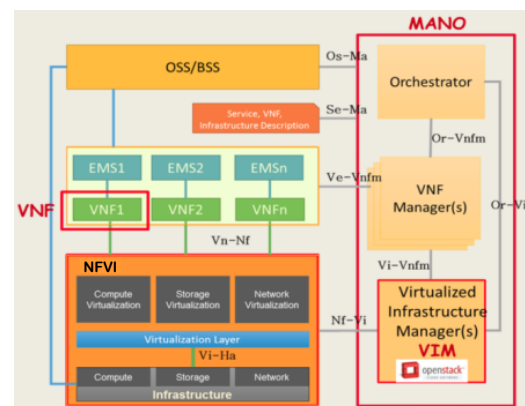 MANO
OSS/BSS
Os-Ma
Orchestrator
Service, VNF,
Infrastructure Description
Se-Ma
Or-Vnfm
EMS1
EMS2
EMSn
Ve-Vnfm
VNF
VNF1
VNF2
VNFn
VNF
Manager(s)
Or-Vi
Vn-Nf
Vi-Vnfm
NFVI
Compute
Virtualization
Storage
Virtualization
Network
Virtualization
Nf-Vi
Virtualized
Infrastructure
Manager(s)
VIM
Virtualization Layer
Vi-Ha
openstack
Compute
Storage
Network
Infrastructure